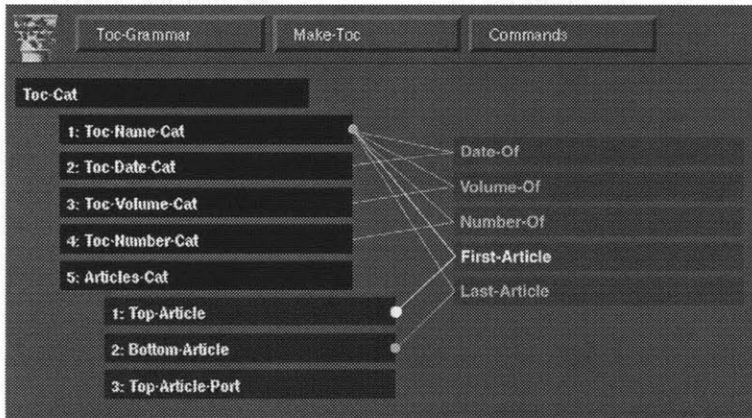 Toc-Grammar Make-Toc Commands
Toc-Cat
1: Toc-Name-Cat
2: Toc-Date-Cat
3: Toc-Volume-Cat
4: Toc-Number-Cat
5: Articles-Cat
1: Top-Article
2: Bottom-Article
3: Top-Article-Port
Date-Of
Volume-Of
Number-Of
First-Article
Last-Article